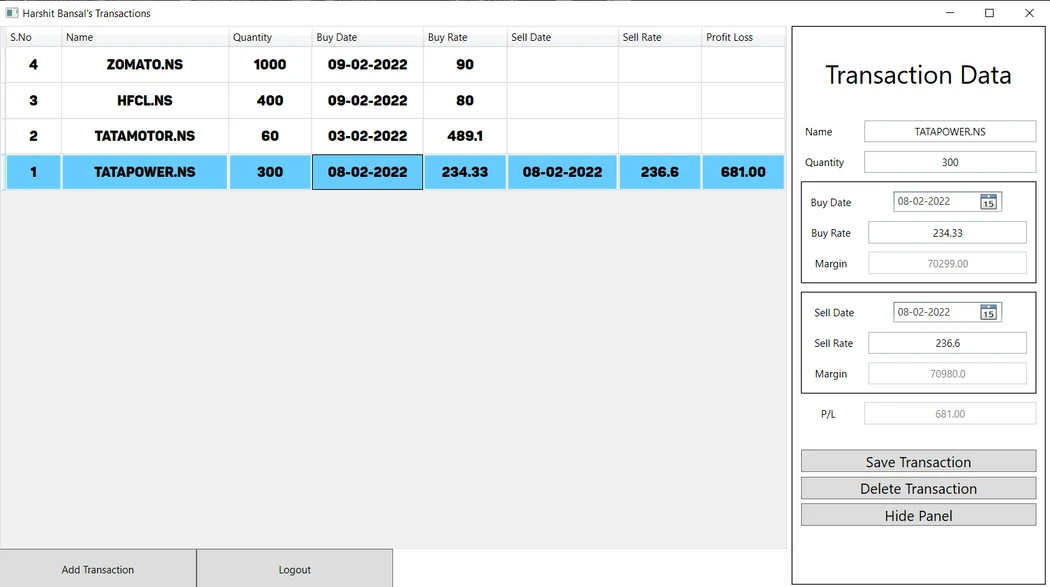 Harshit Bansal's Transactions
S.No Name Quantity Buy Date Buy Rate Sell Date Sell Rate Profit Loss
4 ZOMATO.NS 1000 09-02-2022 90
3 HFCL.NS 400 09-02-2022 80
2 TATAMOTOR.NS 60 03-02-2022 489.1
1 TATAPOWER.NS 300 08-02-2022 234.33 08-02-2022 236.6 681.00
Transaction Data
Name TATAPOWER.NS
Quantity 300
Buy Date 08-02-2022 15
Buy Rate 234.33
Margin 70299.00
Sell Date 08-02-2022 15
Sell Rate 236.6
Margin 70980.0
P/L 681.00
Save Transaction
Delete Transaction
Hide Panel
Add Transaction Logout